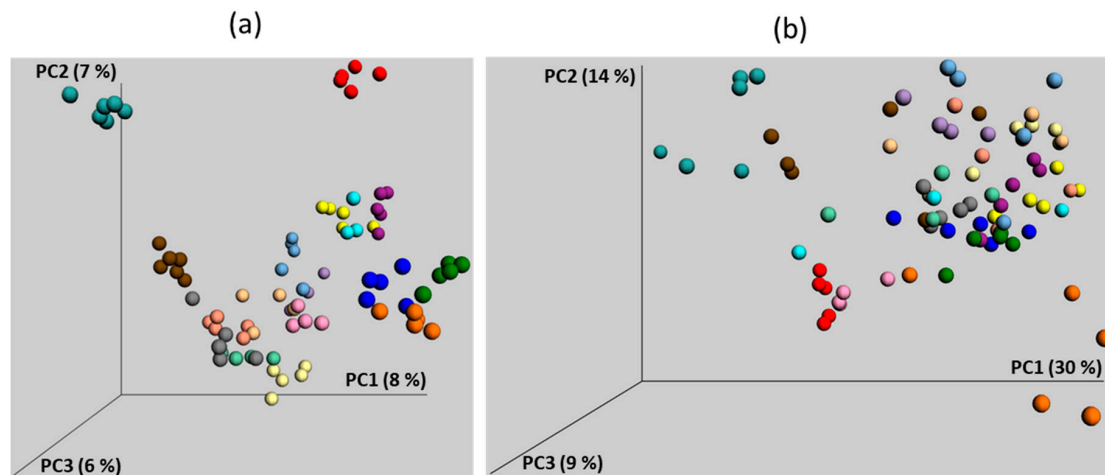 (a)
(b)
PC2 (7 %)
PC1 (8 %)
PC3 (6 %)
PC2 (14 %)
PC1 (30 %)
PC3 (9 %)